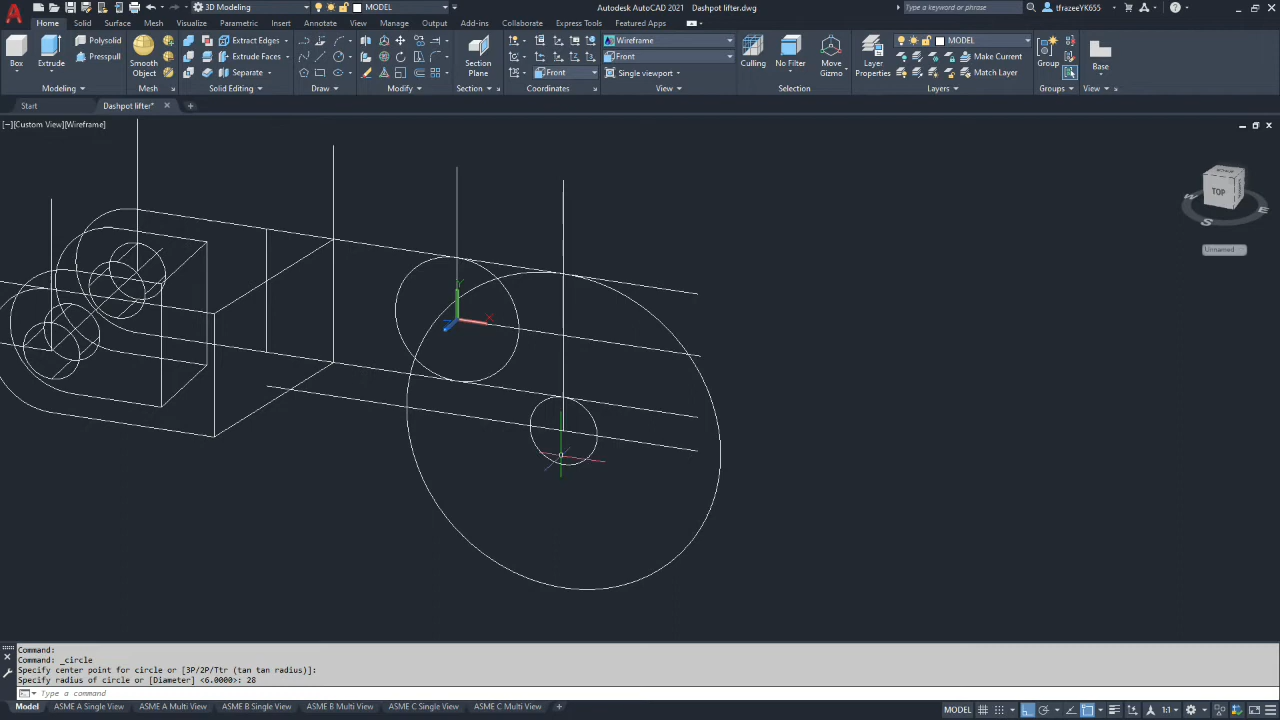 3D Modeling
MODEL
Autodesk AutoCAD 2021 Dashpot lifter.dwg
Type a keyword or phrase
tfrazeeYK655
Home Solid Surface Mesh Visualize Parametric Insert Annotate View Manage Output Add-ins Collaborate Express Tools Featured Apps
Box
Extrude
Polysolid
Presspull
Modeling
Smooth
Object
Mesh
Extract Edges
Extrude Faces
Separate
Solid Editing
Draw
Modify
Section
Plane
Section
Front
Coordinates
Wireframe
Front
Single viewport
View
Culling
No Filter
Move
Gizmo
Selection
Layer
Properties
MODEL
Make Current
Match Layer
Layers
Group
Groups
Base
View
Start
Dashpot lifter*
[−][Custom View][Wireframe]
TOP
W
S
E
Unnamed
Y
X
Command:
Command: _circle
Specify center point for circle or [3P/2P/Ttr (tan tan radius)]:
Specify radius of circle or [Diameter] <6.0000>: 28
Type a command
Model ASME A Single View ASME A Multi View ASME B Single View ASME B Multi View ASME C Single View ASME C Multi View
MODEL
1:1